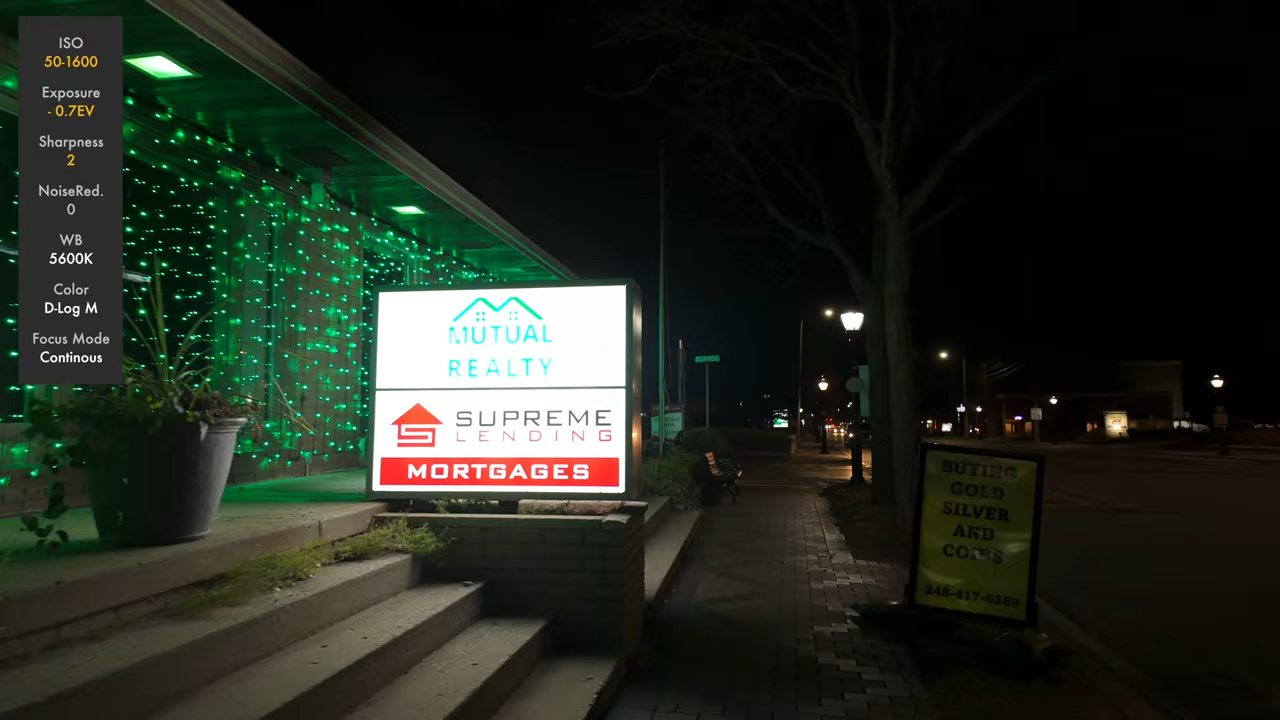 ISO
50-1600
Exposure
- 0.7EV
Sharpness
2
NoiseRed.
0
WB
5600K
Color
D-Log M
Focus Mode
Continous
MUTUAL
REALTY
SUPREME
LENDING
MORTGAGES
BUYING
GOLD
SILVER
AND
COINS
248-417-6389